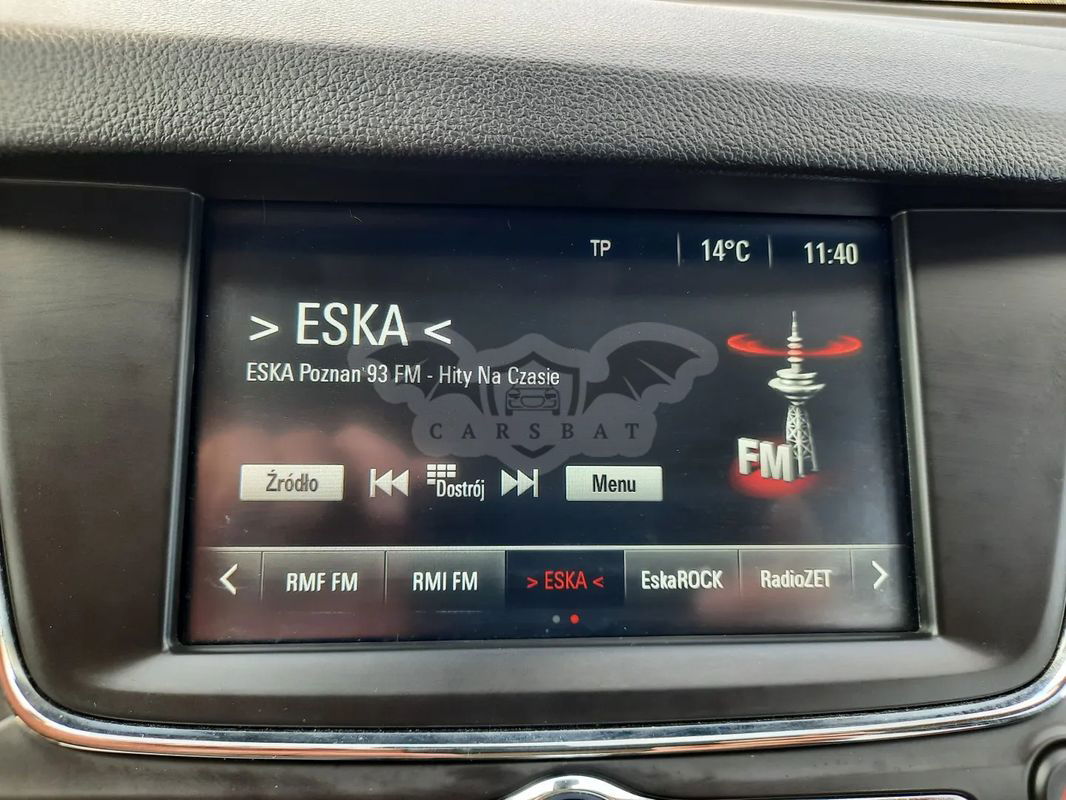 TP 14°C 11:40
> ESKA <
ESKA Poznan' 93 FM - Hity Na Czasie
CARSBAT
FM
Źródło Dostrój Menu
RMF FM RMI FM > ESKA < EskaROCK RadioZET